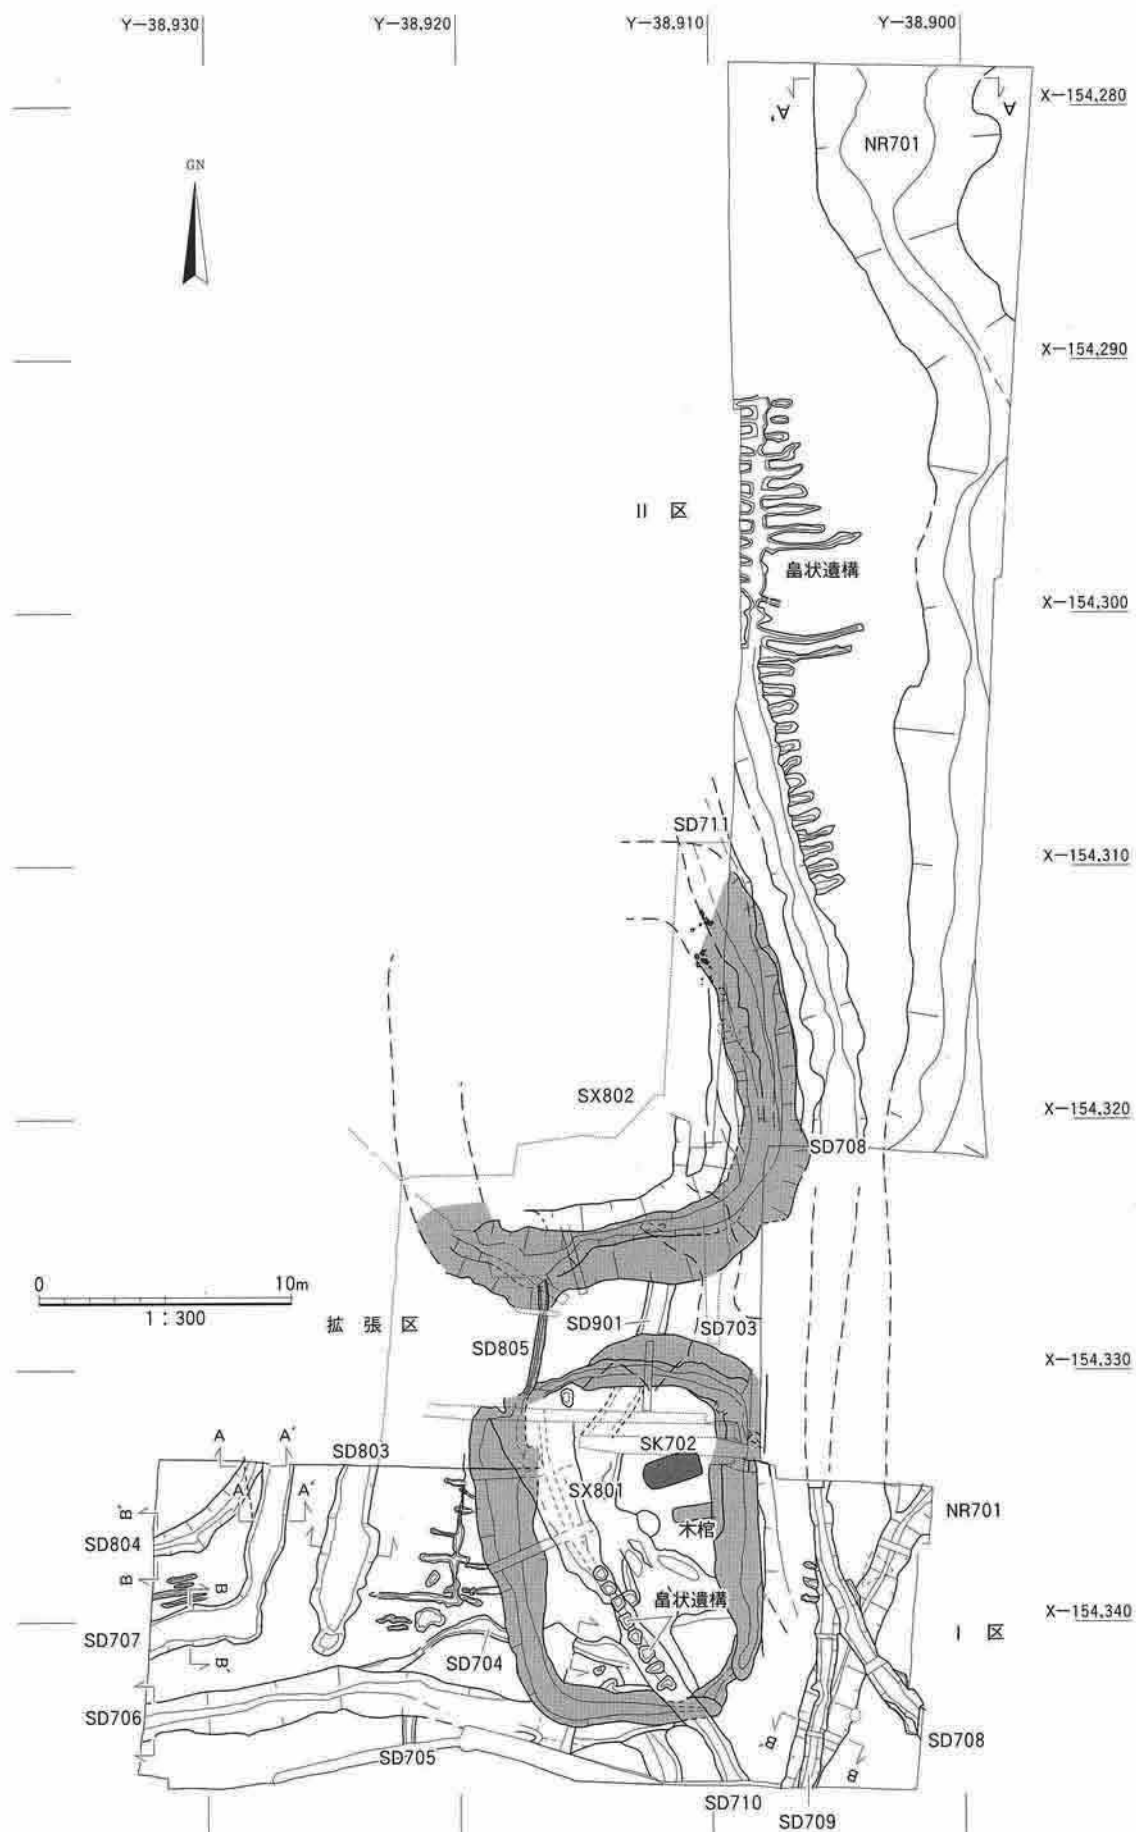 Y－38,930
Y－38,920
Y－38,910
Y－38,900
X－154,280
A'
A
NR701
GN
X－154,290
II 区
畠状遺構
X－154,300
SD711
X－154,310
SX802
X－154,320
SD708
0 10m
1：300
拡 張 区
SD901
SD703
SD805
X－154,330
A A'
SD803
SK702
SX801
A A'
NR701
B'
木棺
SD804
B
B
畠状遺構
X－154,340
I 区
SD707
SD704
B'
SD706
SD708
SD705
B'
B
SD710
SD709